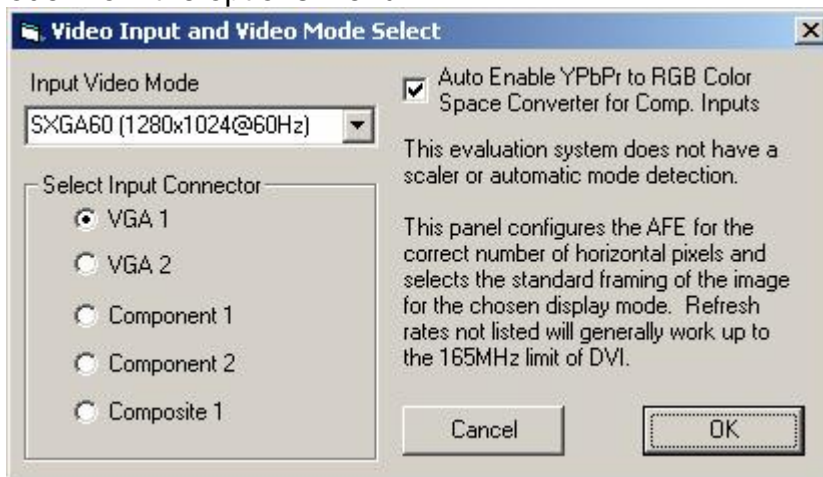 Video Input and Video Mode Select
Input Video Mode
SXGA60 (1280x1024@60Hz)
Select Input Connector
VGA 1
VGA 2
Component 1
Component 2
Composite 1
Auto Enable YPbPr to RGB Color
Space Converter for Comp. Inputs
This evaluation system does not have a
scaler or automatic mode detection.
This panel configures the AFE for the
correct number of horizontal pixels and
selects the standard framing of the image
for the chosen display mode. Refresh
rates not listed will generally work up to
the 165MHz limit of DVI.
Cancel
OK